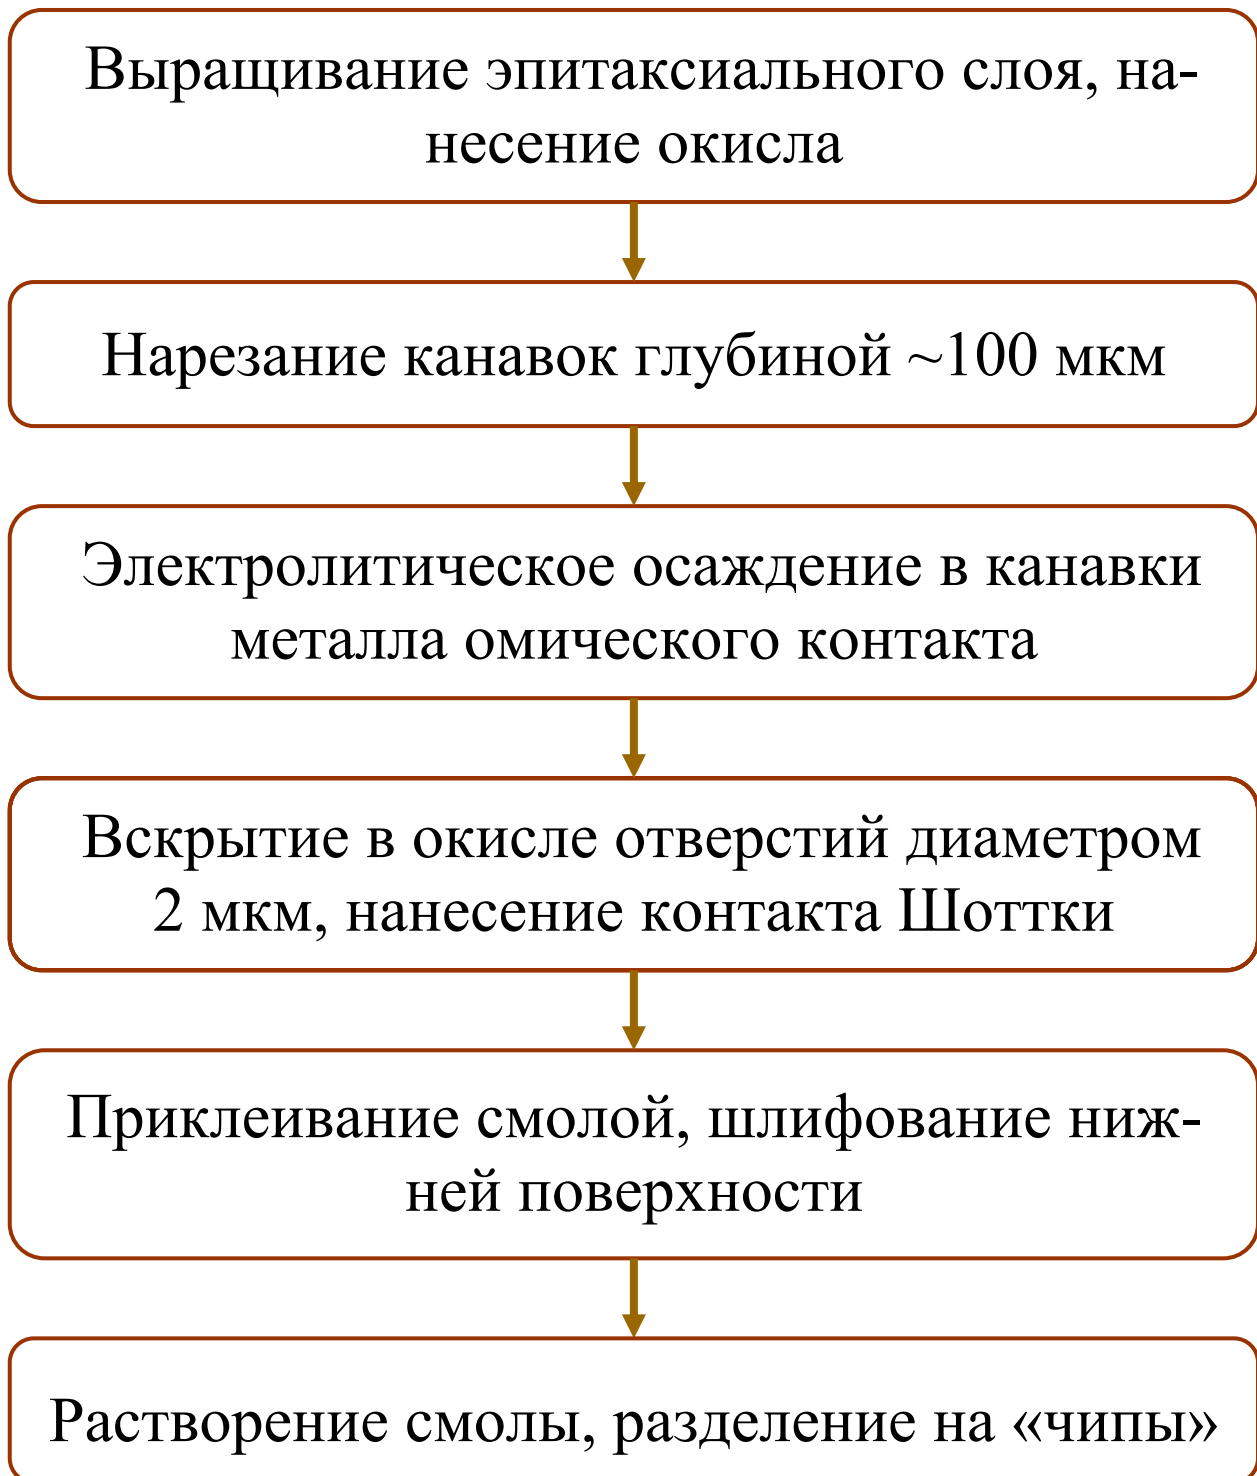 Выращивание эпитаксиального слоя, на-
несение окисла
Нарезание канавок глубиной ~100 мкм
Электролитическое осаждение в канавки
металла омического контакта
Вскрытие в окисле отверстий диаметром
2 мкм, нанесение контакта Шоттки
Приклеивание смолой, шлифование ниж-
ней поверхности
Растворение смолы, разделение на «чипы»